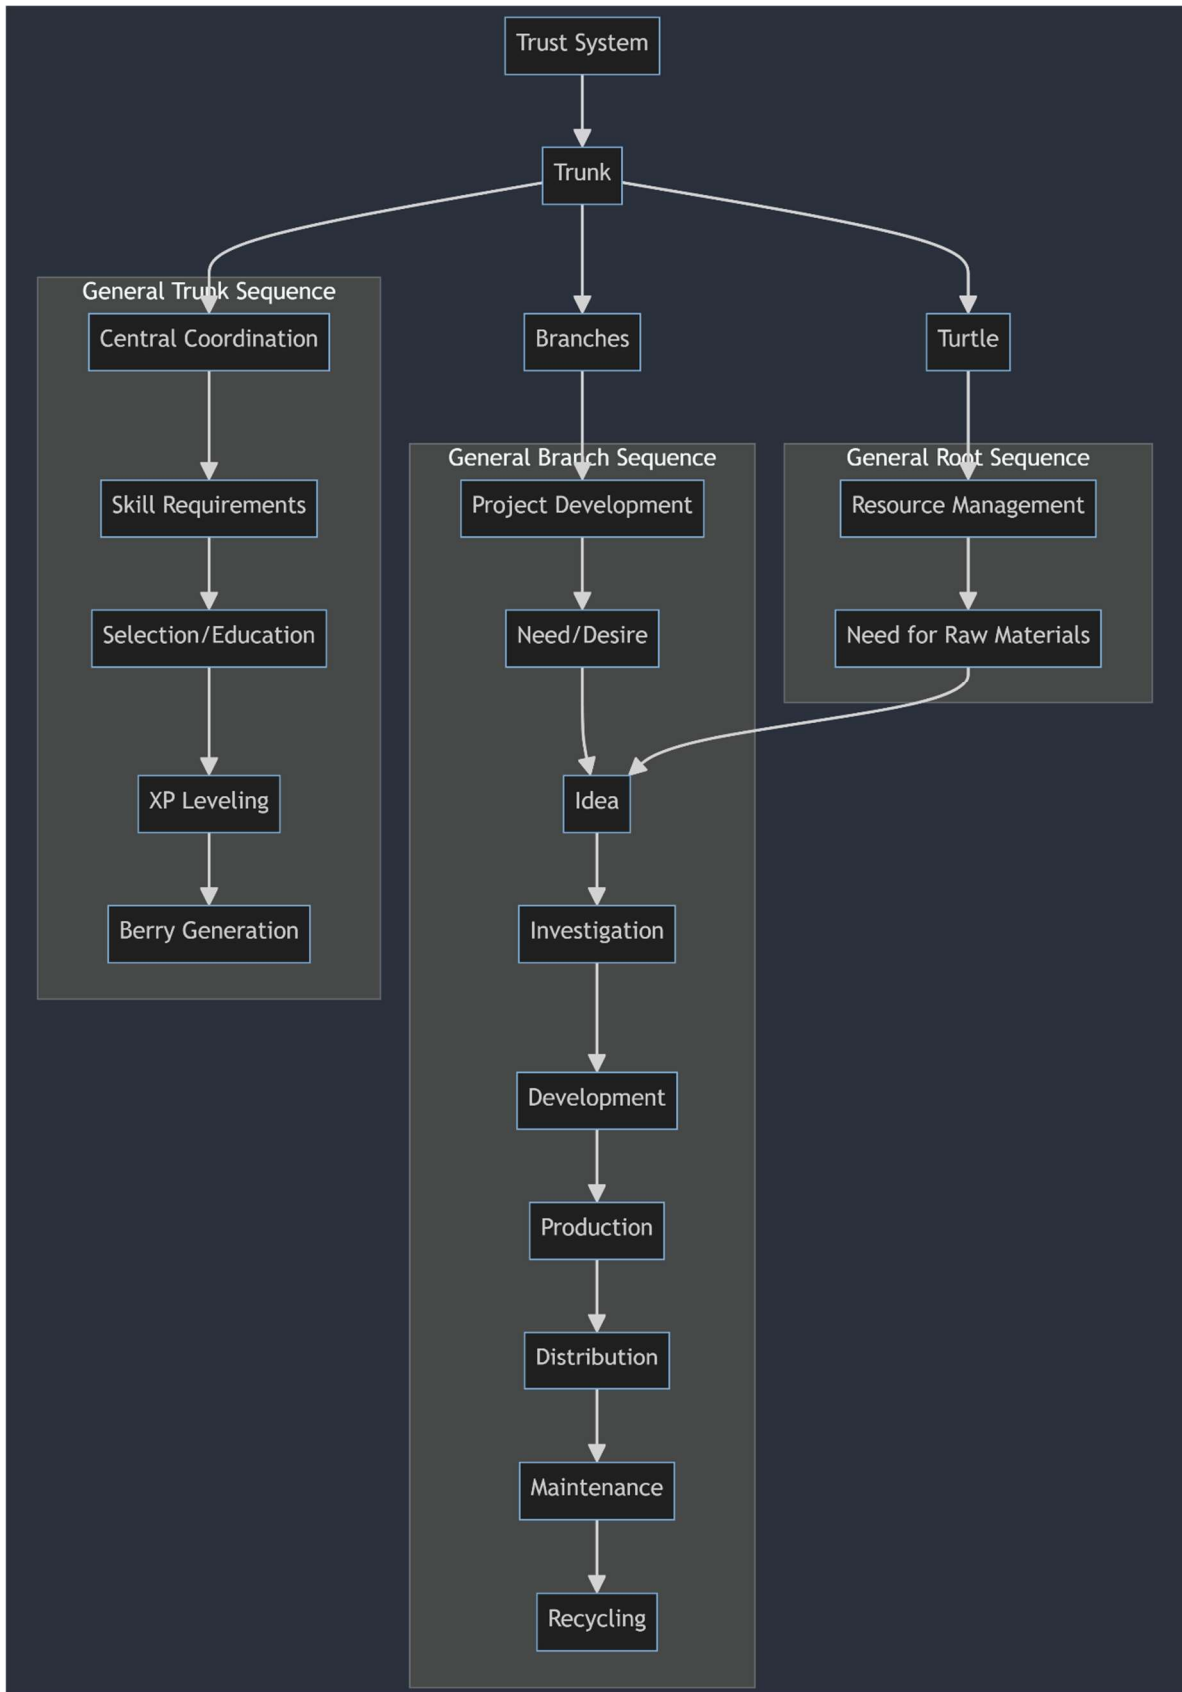 Trust System
Trunk
General Trunk Sequence
Central Coordination
Branches
Turtle
General Branch Sequence
General Root Sequence
Skill Requirements
Project Development
Resource Management
Selection/Education
Need/Desire
Need for Raw Materials
XP Leveling
Idea
Berry Generation
Investigation
Development
Production
Distribution
Maintenance
Recycling